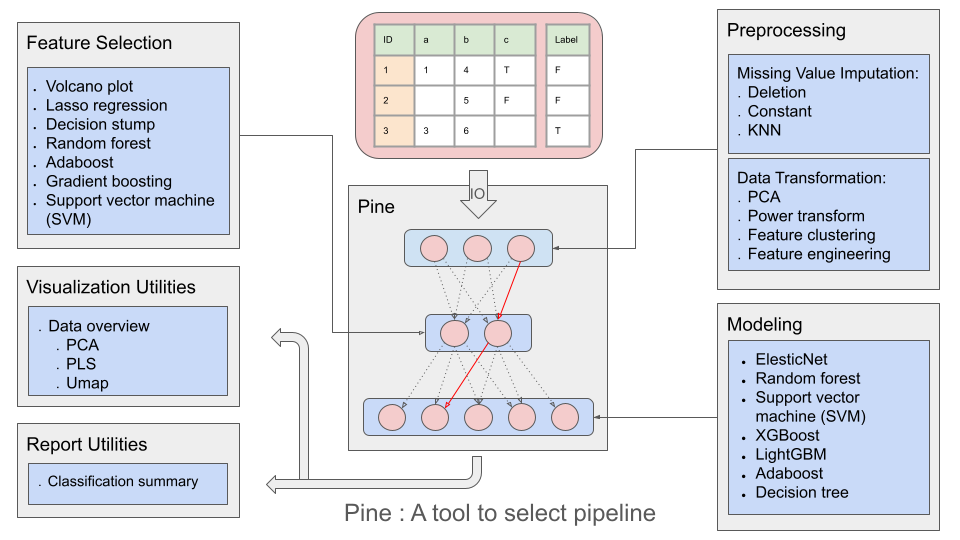 Feature Selection
. Volcano plot
. Lasso regression
. Decision stump
. Random forest
. Adaboost
. Gradient boosting
. Support vector machine
(SVM)
Visualization Utilities
. Data overview
. PCA
. PLS
. Umap
Report Utilities
. Classification summary
ID a b c Label
1 1 4 T F
2 5 F F
3 3 6 T
IO
Pine
Pine : A tool to select pipeline
Preprocessing
Missing Value Imputation:
. Deletion
. Constant
. KNN
Data Transformation:
. PCA
. Power transform
. Feature clustering
. Feature engineering
Modeling
• ElesticNet
• Random forest
• Support vector
machine (SVM)
• XGBoost
• LightGBM
• Adaboost
• Decision tree